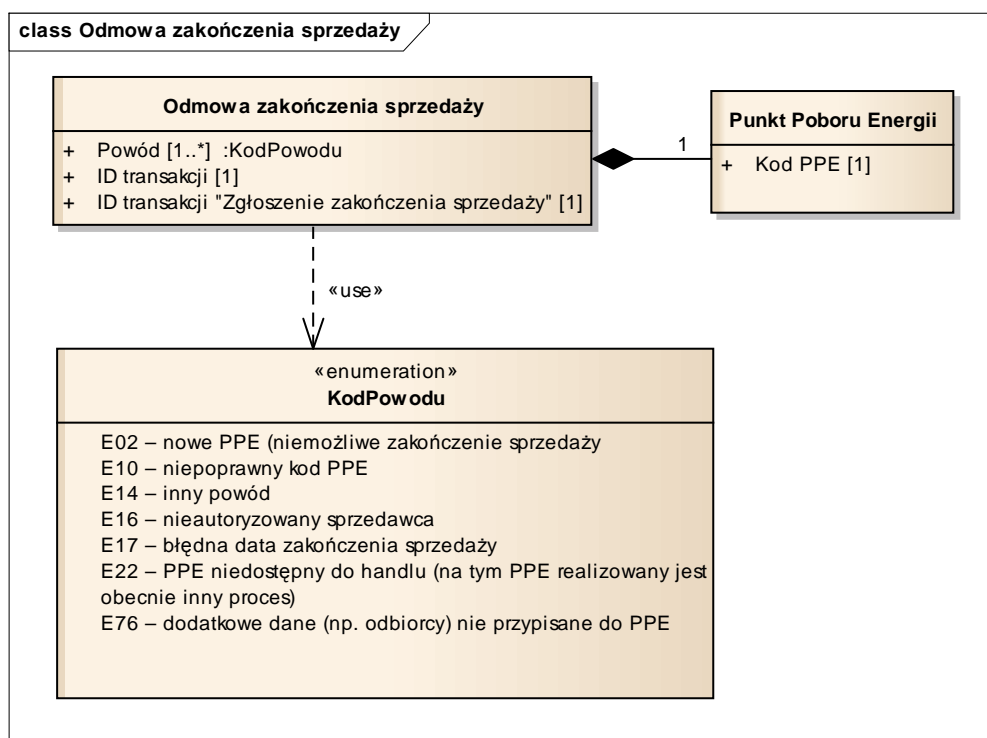 class Odmowa zakończenia sprzedaży
Odmowa zakończenia sprzedaży
+ Powód [1..*] :KodPowodu
+ ID transakcji [1]
+ ID transakcji "Zgłoszenie zakończenia sprzedaży" [1]
1
Punkt Poboru Energii
+ Kod PPE [1]
«use»
«enumeration»
KodPowodu
E02 – nowe PPE (niemożliwe zakończenie sprzedaży
E10 – niepoprawny kod PPE
E14 – inny powód
E16 – nieautoryzowany sprzedawca
E17 – błędna data zakończenia sprzedaży
E22 – PPE niedostępny do handlu (na tym PPE realizowany jest
obecnie inny proces)
E76 – dodatkowe dane (np. odbiorcy) nie przypisane do PPE